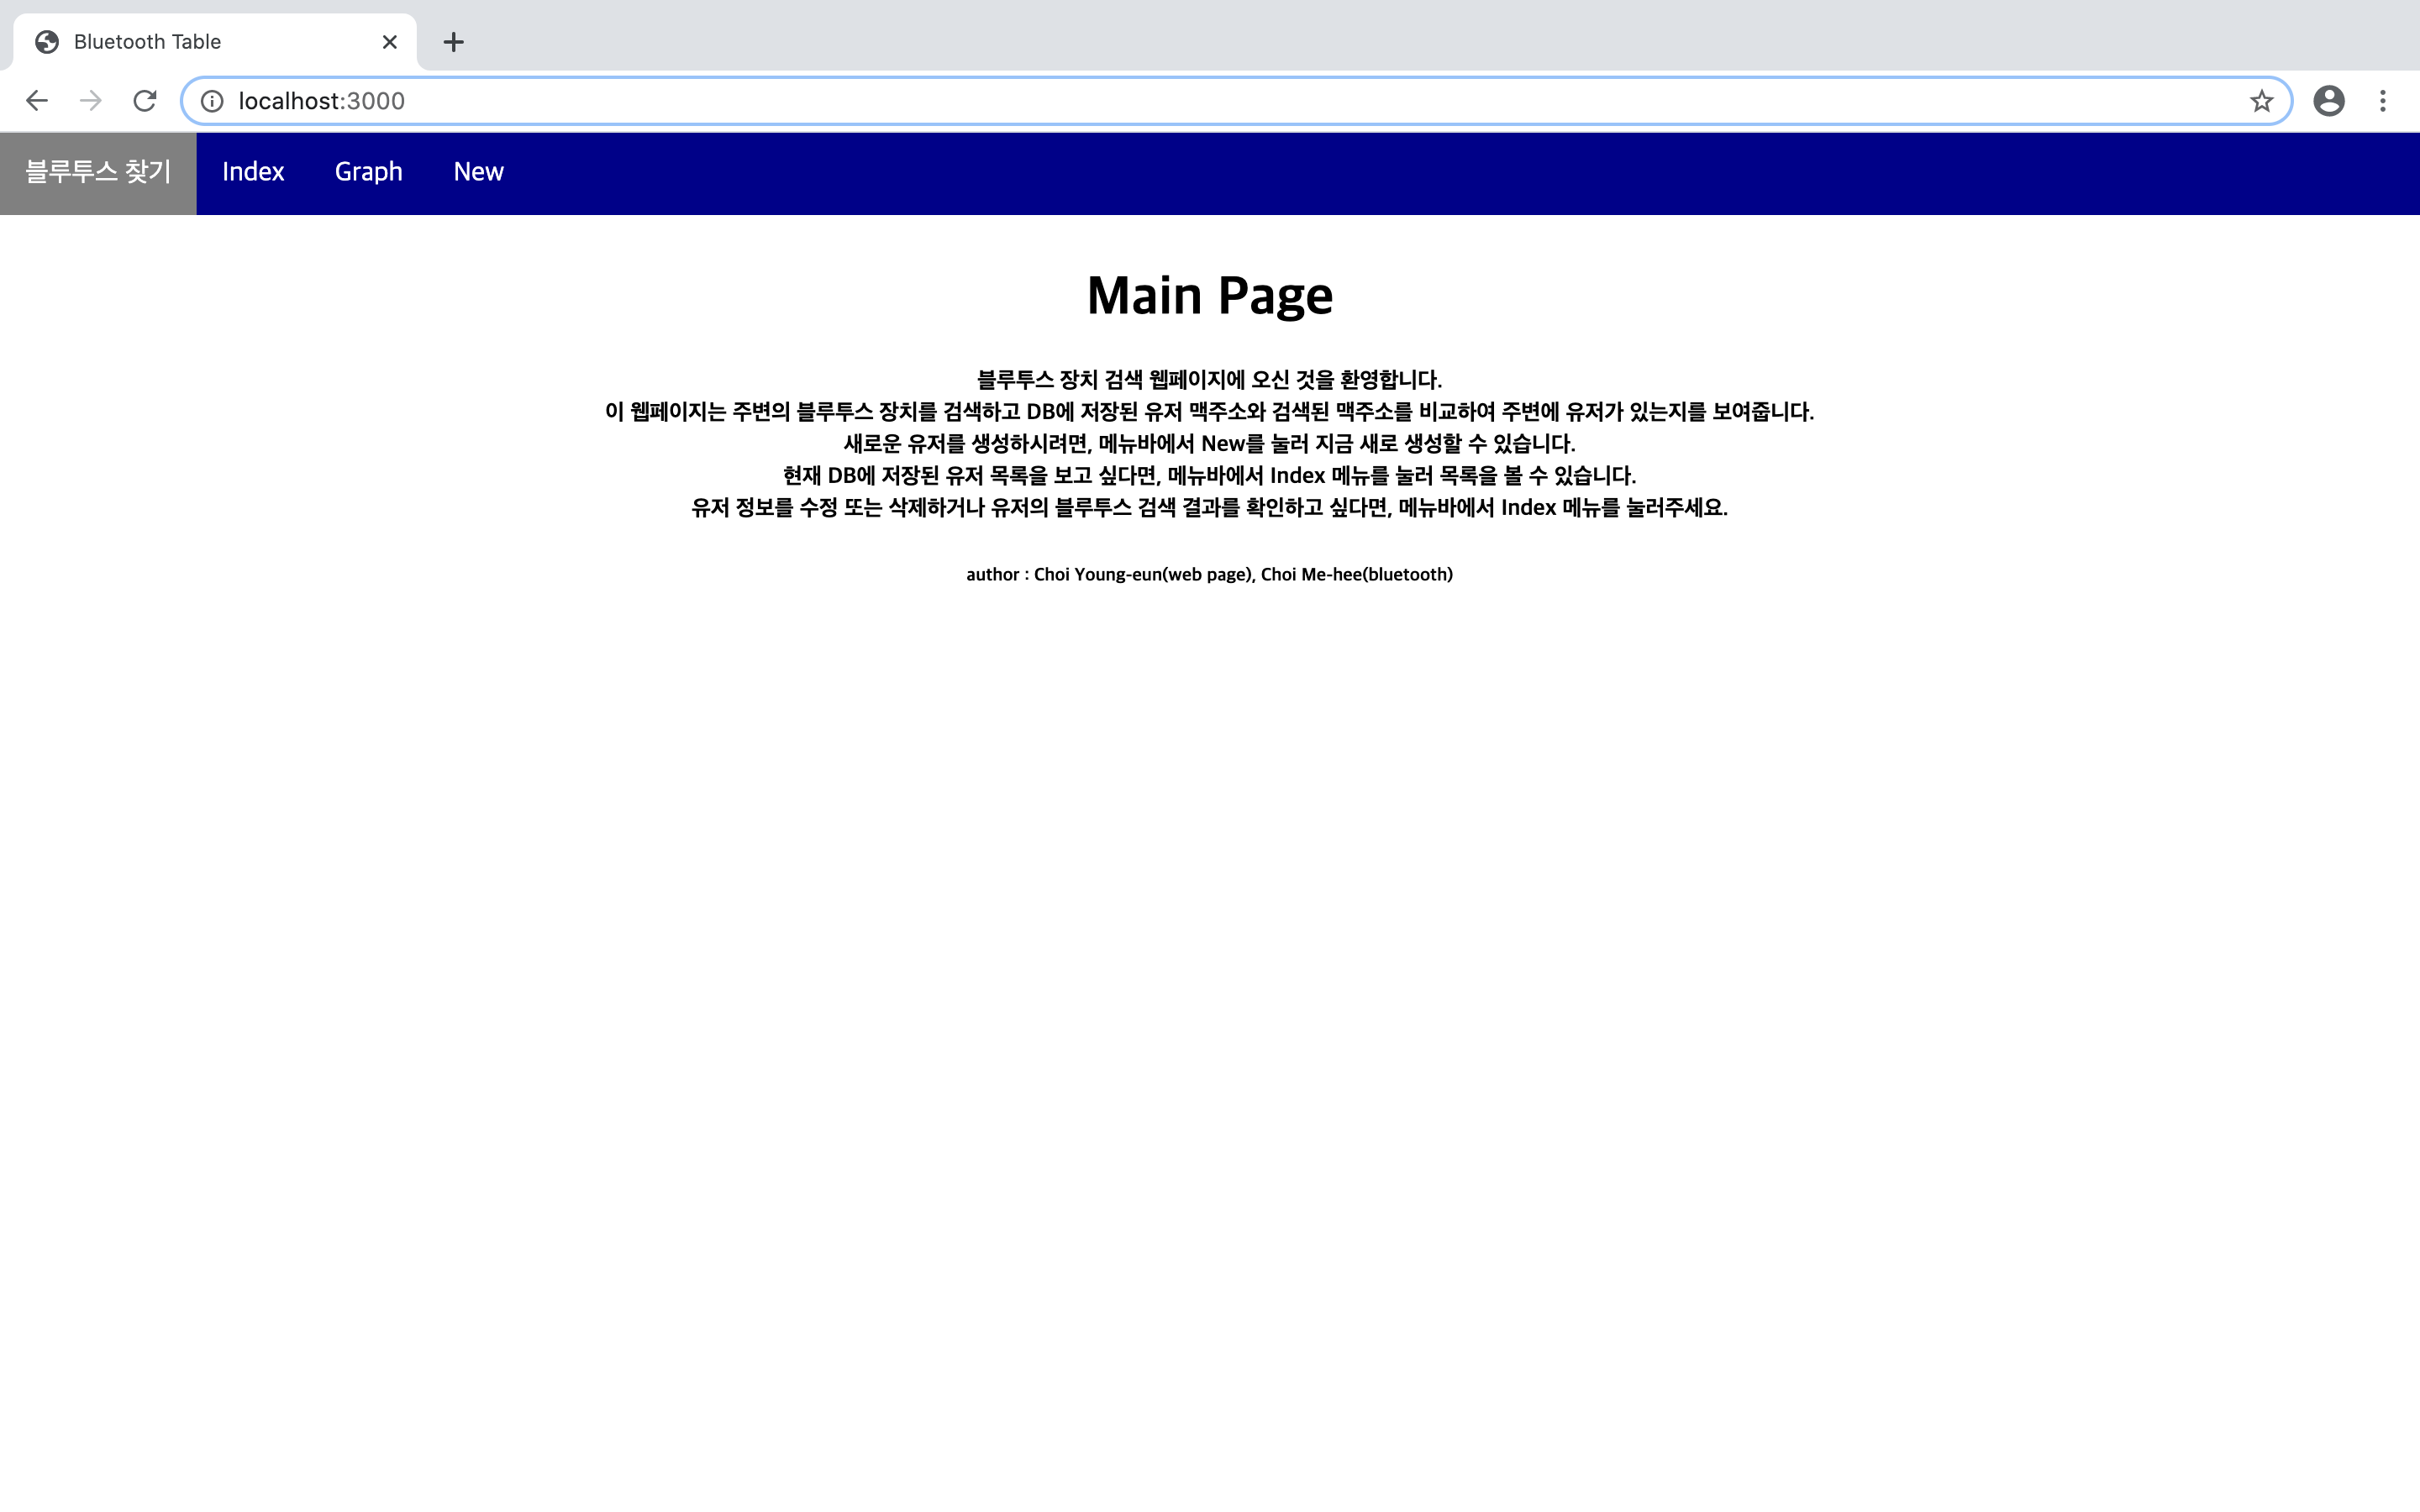 Bluetooth Table
localhost:3000
블루투스 찾기 Index Graph New
Main Page
블루투스 장치 검색 웹페이지에 오신 것을 환영합니다.
이 웹페이지는 주변의 블루투스 장치를 검색하고 DB에 저장된 유저 맥주소와 검색된 맥주소를 비교하여 주변에 유저가 있는지를 보여줍니다.
새로운 유저를 생성하시려면, 메뉴바에서 New를 눌러 지금 새로 생성할 수 있습니다.
현재 DB에 저장된 유저 목록을 보고 싶다면, 메뉴바에서 Index 메뉴를 눌러 목록을 볼 수 있습니다.
유저 정보를 수정 또는 삭제하거나 유저의 블루투스 검색 결과를 확인하고 싶다면, 메뉴바에서 Index 메뉴를 눌러주세요.
author : Choi Young-eun(web page), Choi Me-hee(bluetooth)